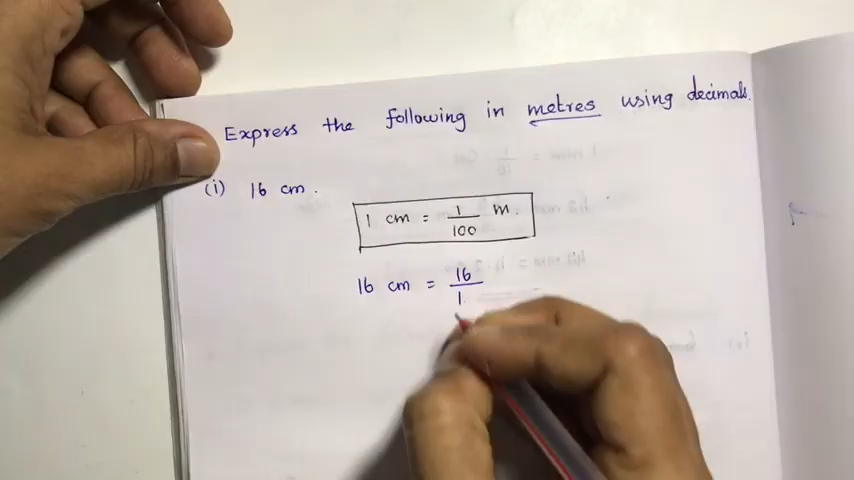 Express the following in metres using decimals.
(i) 16 cm.
1 cm = 1/100 m.
16 cm = 16/1